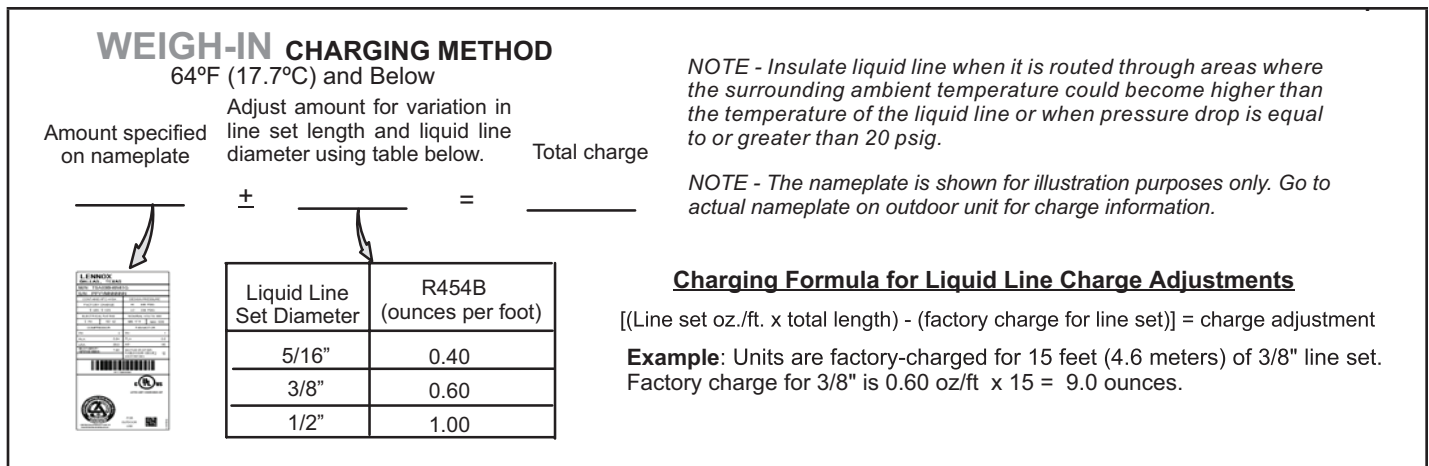 WEIGH-IN CHARGING METHOD
64ºF (17.7ºC) and Below
Amount specified
on nameplate
Adjust amount for variation in
line set length and liquid line
diameter using table below.
Total charge
±
=
LENNOX
Liquid Line
Set Diameter
R454B
(ounces per foot)
5/16” 0.40
3/8” 0.60
1/2” 1.00
NOTE - Insulate liquid line when it is routed through areas where
the surrounding ambient temperature could become higher than
the temperature of the liquid line or when pressure drop is equal
to or greater than 20 psig.
NOTE - The nameplate is shown for illustration purposes only. Go to
actual nameplate on outdoor unit for charge information.
Charging Formula for Liquid Line Charge Adjustments
[(Line set oz./ft. x total length) - (factory charge for line set)] = charge adjustment
Example: Units are factory-charged for 15 feet (4.6 meters) of 3/8" line set.
Factory charge for 3/8" is 0.60 oz/ft x 15 = 9.0 ounces.